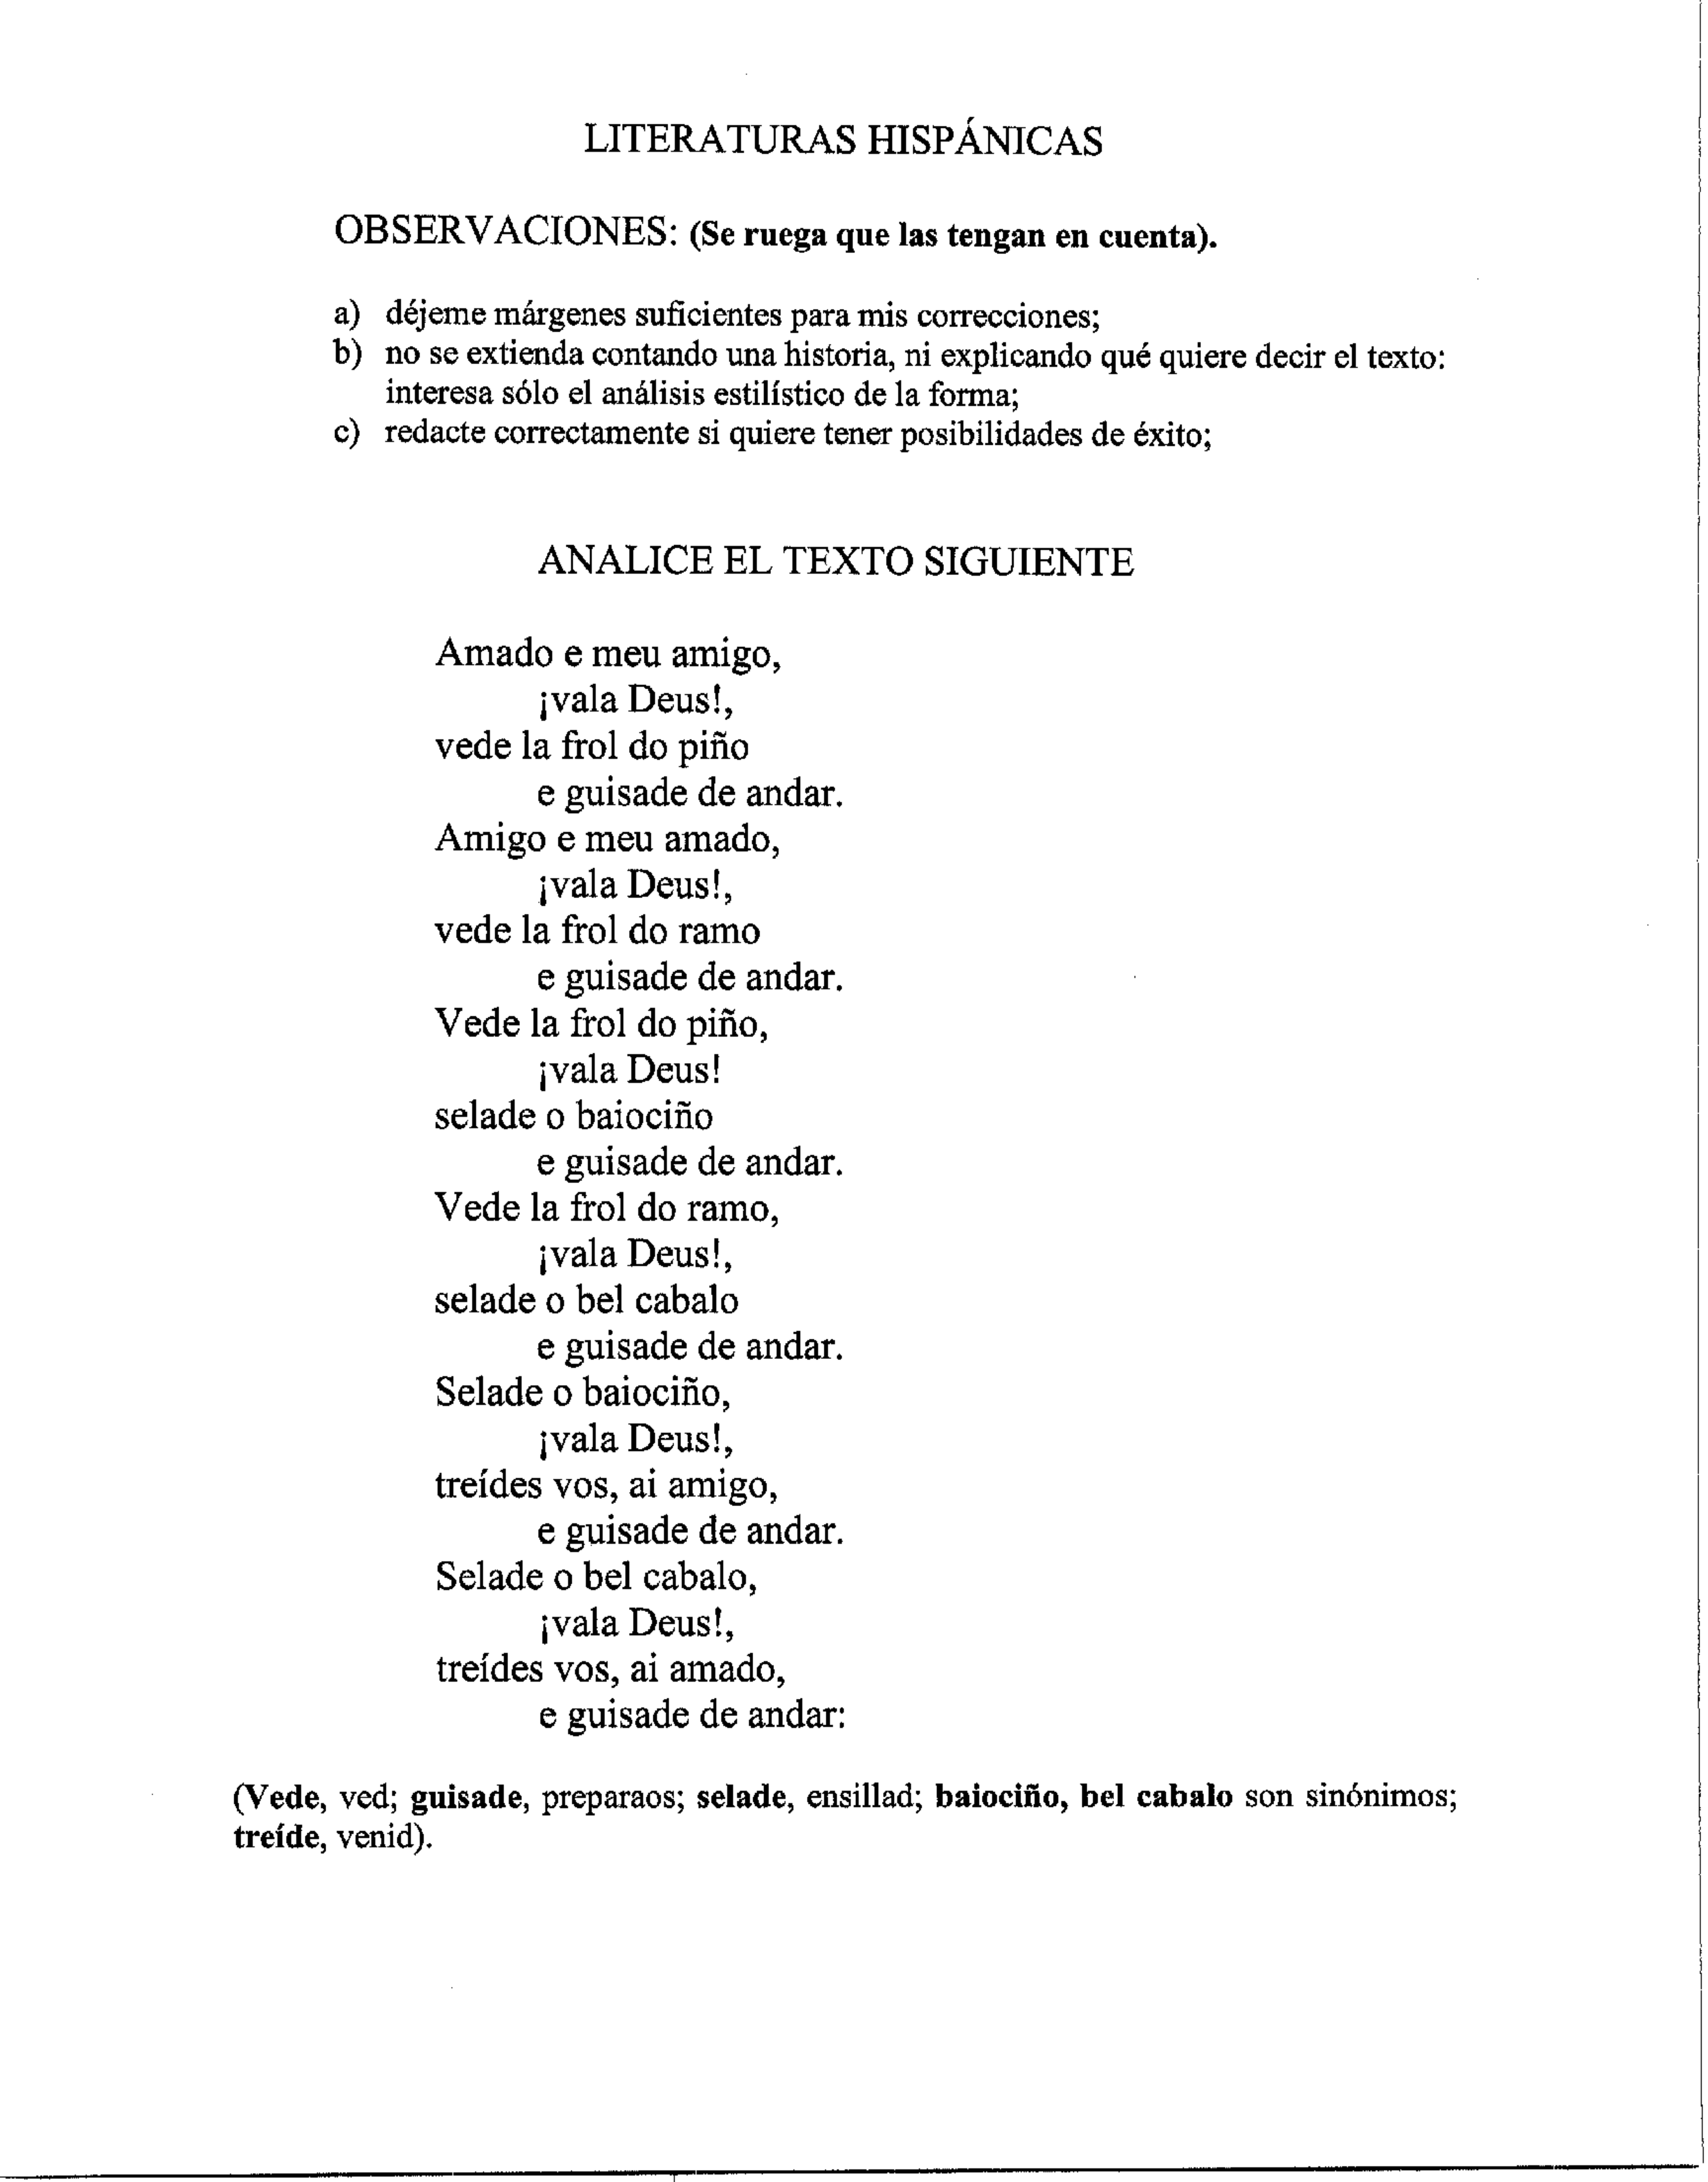 LITERATURAS HISPÁNICAS
OBSERVACIONES: (Se ruega que las tengan en cuenta).
a) déjeme márgenes suficientes para mis correcciones;
b) no se extienda contando una historia, ni explicando qué quiere decir el texto:
interesa sólo el análisis estilístico de la forma;
c) redacte correctamente si quiere tener posibilidades de éxito;
ANALICE EL TEXTO SIGUIENTE
Amado e meu amigo,
¡vala Deus!,
vede la frol do piño
e guisade de andar.
Amigo e meu amado,
¡vala Deus!,
vede la frol do ramo
e guisade de andar.
Vede la frol do piño,
¡vala Deus!
selade o baiociño
e guisade de andar.
Vede la frol do ramo,
¡vala Deus!,
selade o bel cabalo
e guisade de andar.
Selade o baiociño,
¡vala Deus!,
treídes vos, ai amigo,
e guisade de andar.
Selade o bel cabalo,
¡vala Deus!,
treídes vos, ai amado,
e guisade de andar:
(Vede, ved; guisade, preparaos; selade, ensillad; baiociño, bel cabalo son sinónimos;
treíde, venid).